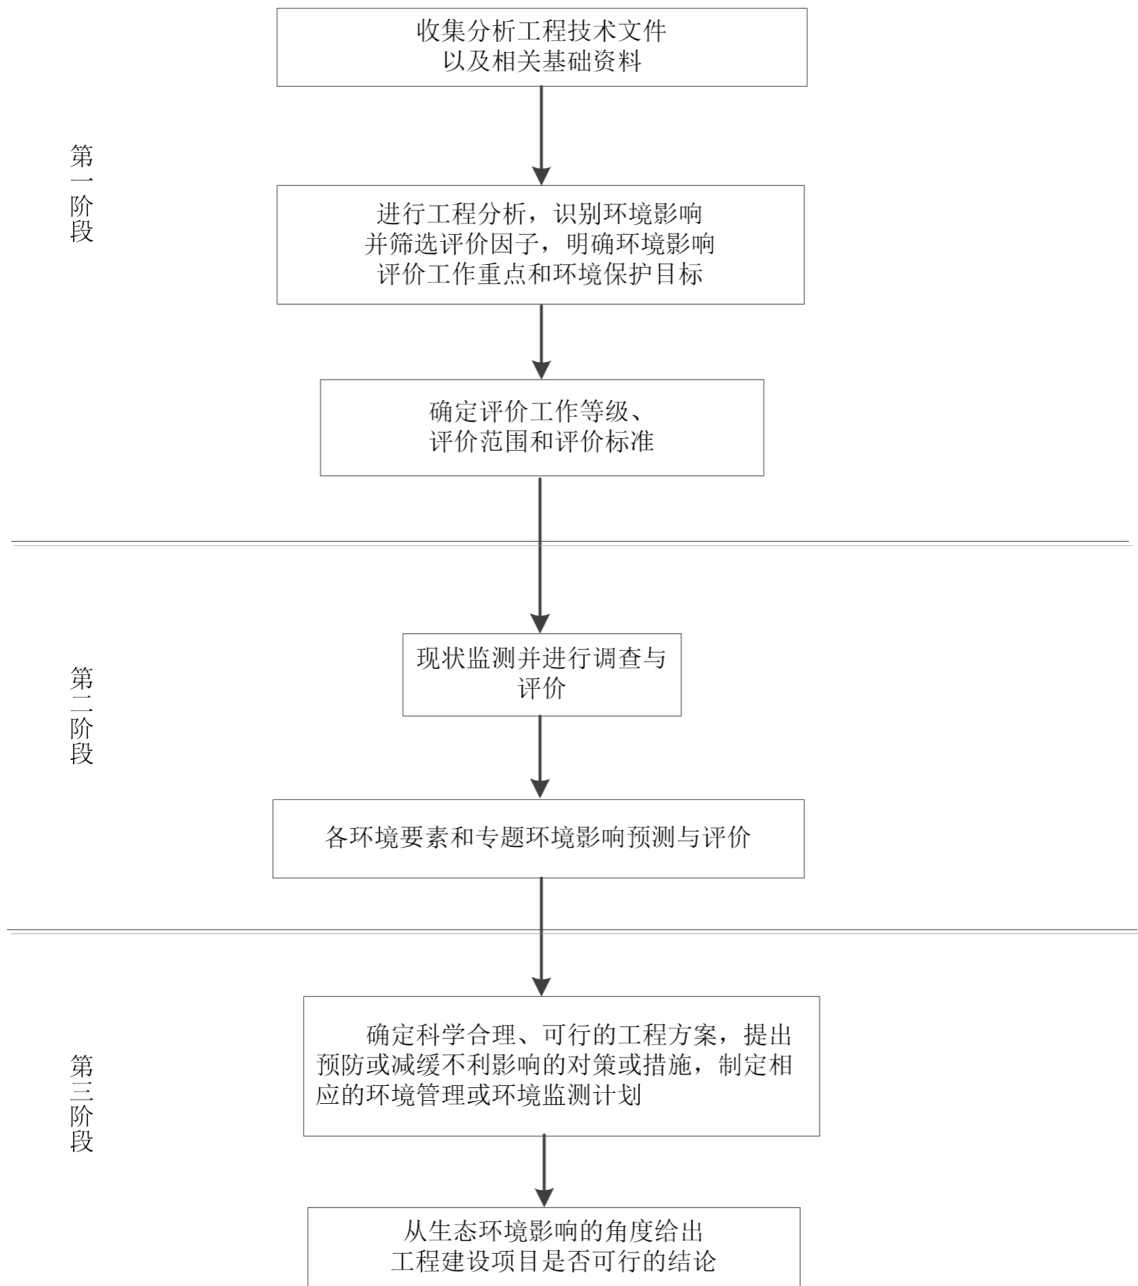 收集分析工程技术文件
以及相关基础资料
第一阶段
进行工程分析，识别环境影响
并筛选评价因子，明确环境影响
评价工作重点和环境保护目标
确定评价工作等级、
评价范围和评价标准
第二阶段
现状监测并进行调查与
评价
各环境要素和专题环境影响预测与评价
第三阶段
确定科学合理、可行的工程方案，提出
预防或减缓不利影响的对策或措施，制定相
应的环境管理或环境监测计划
从生态环境影响的角度给出
工程建设项目是否可行的结论